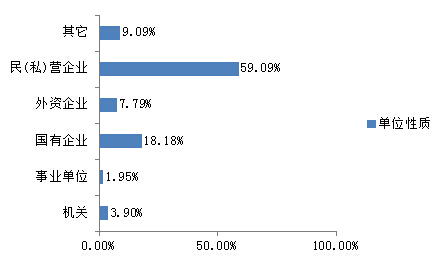 其它 9.09%
民(私)营企业 59.09%
外资企业 7.79%
单位性质
国有企业 18.18%
事业单位 1.95%
机关 3.90%
0.00% 50.00% 100.00%